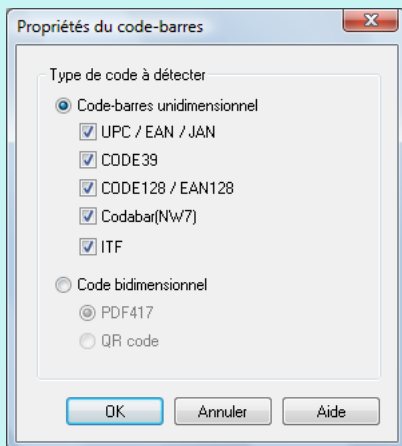 Propriétés du code-barres
Type de code à détecter
Code-barres unidimensionnel
UPC / EAN / JAN
CODE39
CODE128 / EAN128
Codabar(NW7)
ITF
Code bidimensionnel
PDF417
QR code
OK Annuler Aide